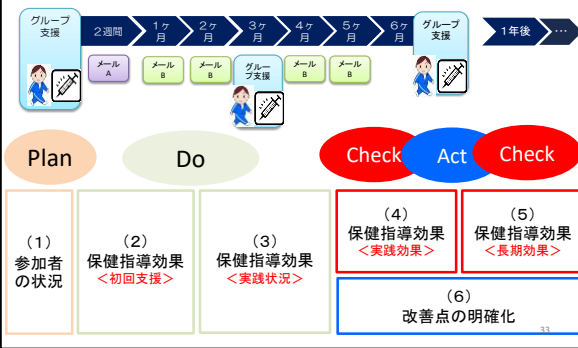 グループ
支援
2週間
1ヶ
月
2ヶ
月
3ヶ
月
4ヶ
月
5ヶ
月
6ヶ
月
グループ
支援
1年後
…
メール
A
メール
B
メール
B
グルー
プ支援
メール
B
メール
B
Plan
Do
Check
Act
Check
(1)
参加者
の状況
(2)
保健指導効果
<初回支援>
(3)
保健指導効果
<実践状況>
(4)
保健指導効果
<実践効果>
(5)
保健指導効果
<長期効果>
(6)
改善点の明確化
33